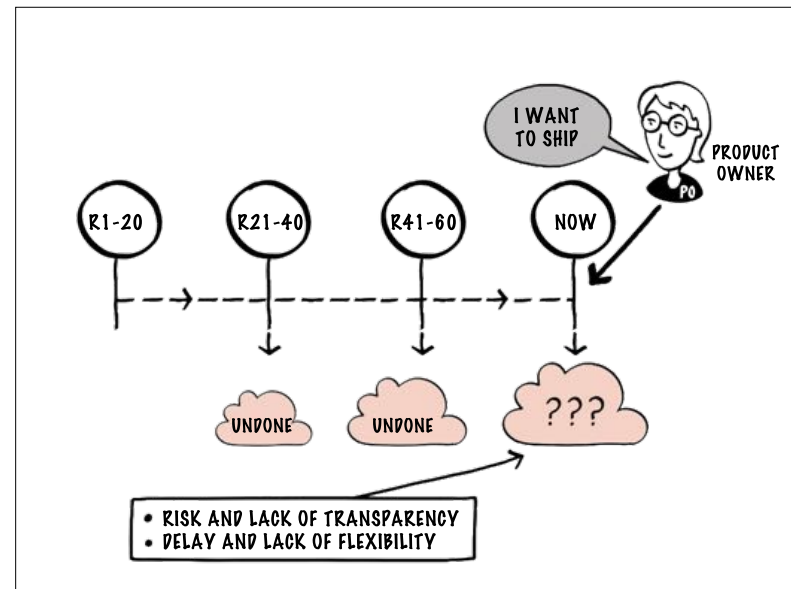 I WANT
TO SHIP
PRODUCT
OWNER
PO
R1-20
R21-40
R41-60
NOW
UNDONE
UNDONE
???
• RISK AND LACK OF TRANSPARENCY
• DELAY AND LACK OF FLEXIBILITY